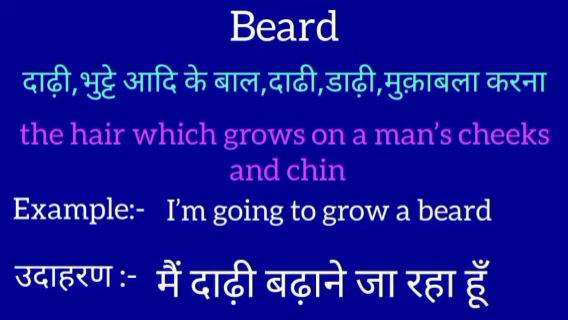 Beard
दाढ़ी,भुट्टे आदि के बाल,दाढी,डाढ़ी,मुक़ाबला करना
the hair which grows on a man’s cheeks
and chin
Example:- I’m going to grow a beard
उदाहरण :- मैं दाढ़ी बढ़ाने जा रहा हूँ